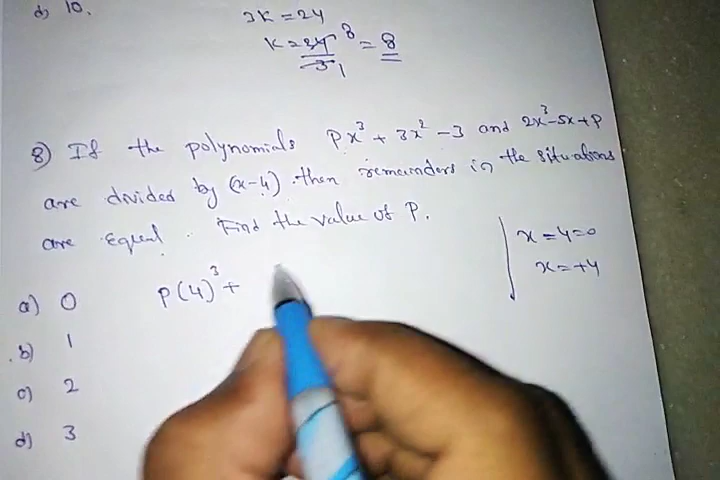 d) 10.
3k = 24
k = 24/3 8/1 = 8
8) If the polynomials Px³ + 3x² - 3 and 2x³-5x+P
are divided by (x-4) then remainders in the situations
are equal. Find the value of P.
x = 4=0
x = +4
P(4)³ +
a) 0
b) 1
c) 2
d) 3